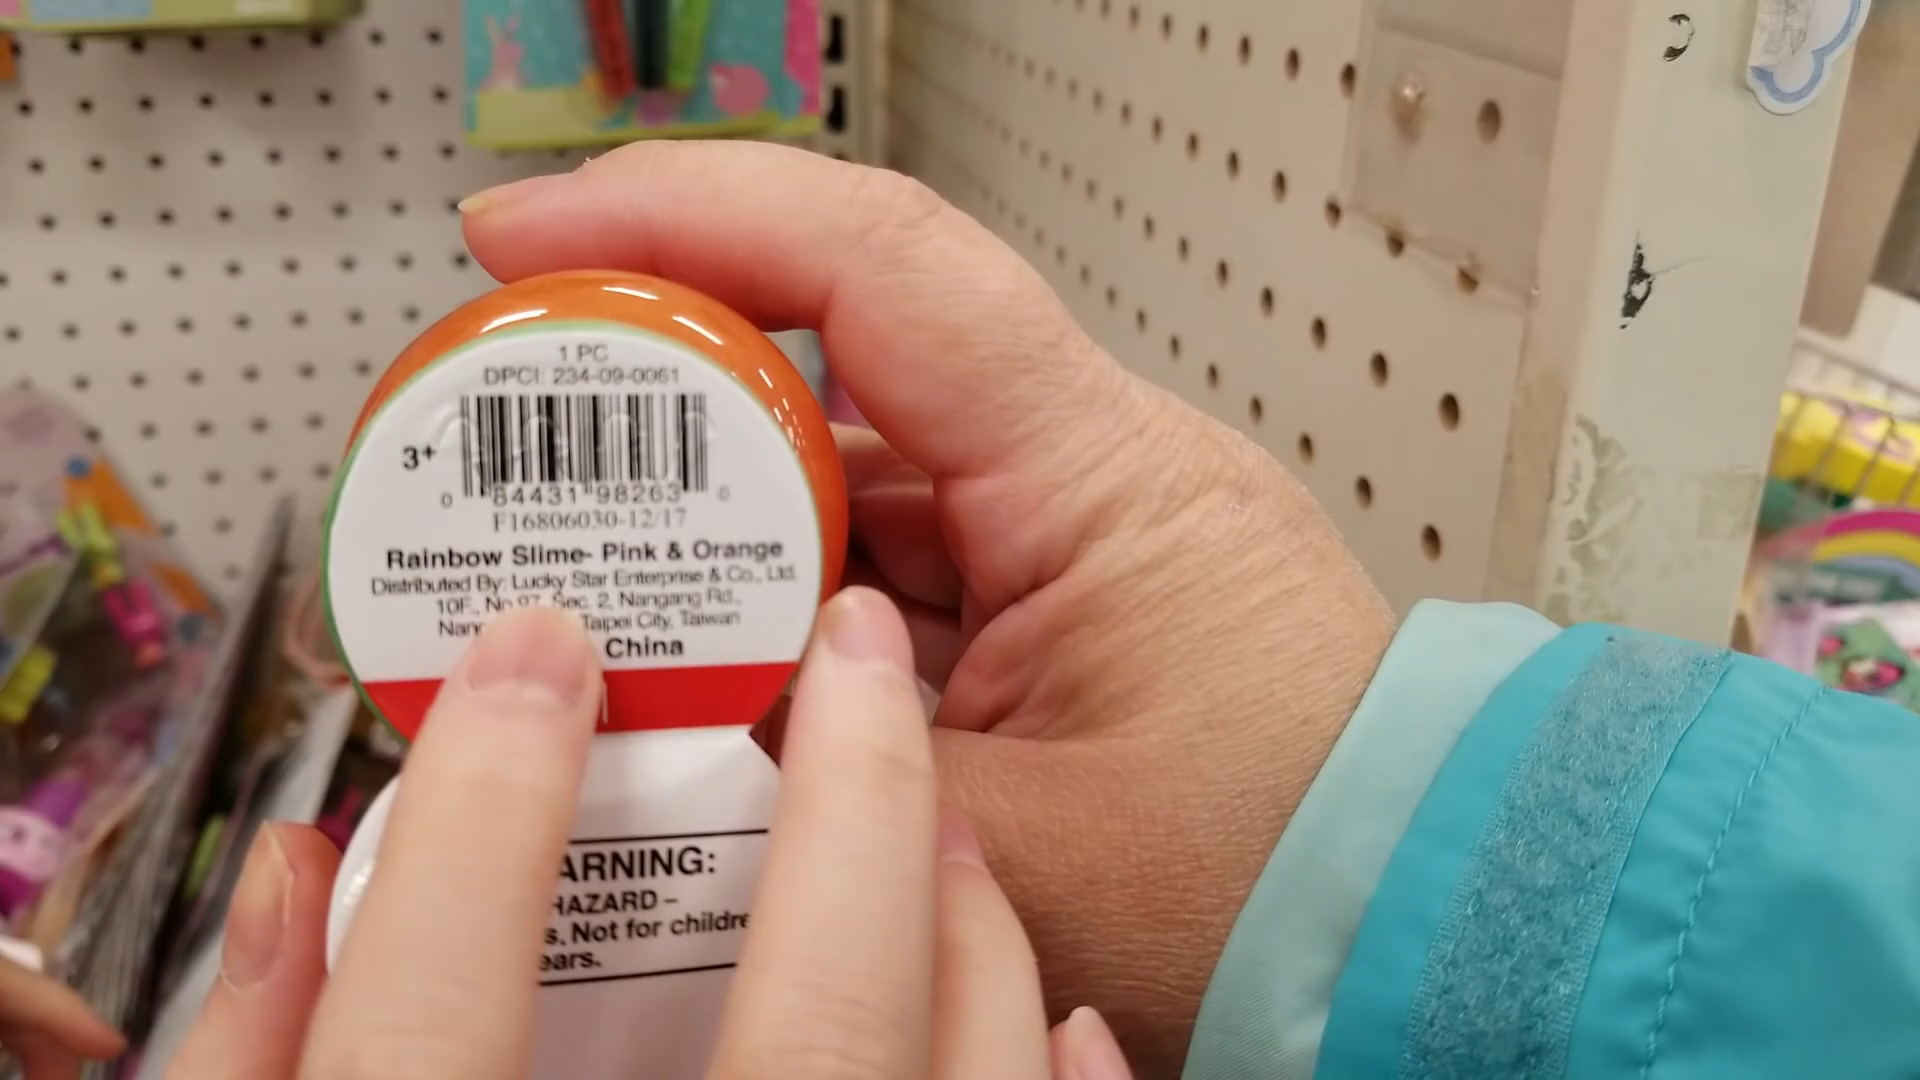 1 PC
DPCI: 234-09-0061
3+
0 84431 98263 0
F16806030-12/17
Rainbow Slime- Pink & Orange
Distributed By: Lucky Star Enterprise & Co., Ltd.
10F., No.97, Sec. 2, Nangang Rd.,
Nang Taipei City, Taiwan
China
ARNING:
HAZARD –
s, Not for childre
ears.